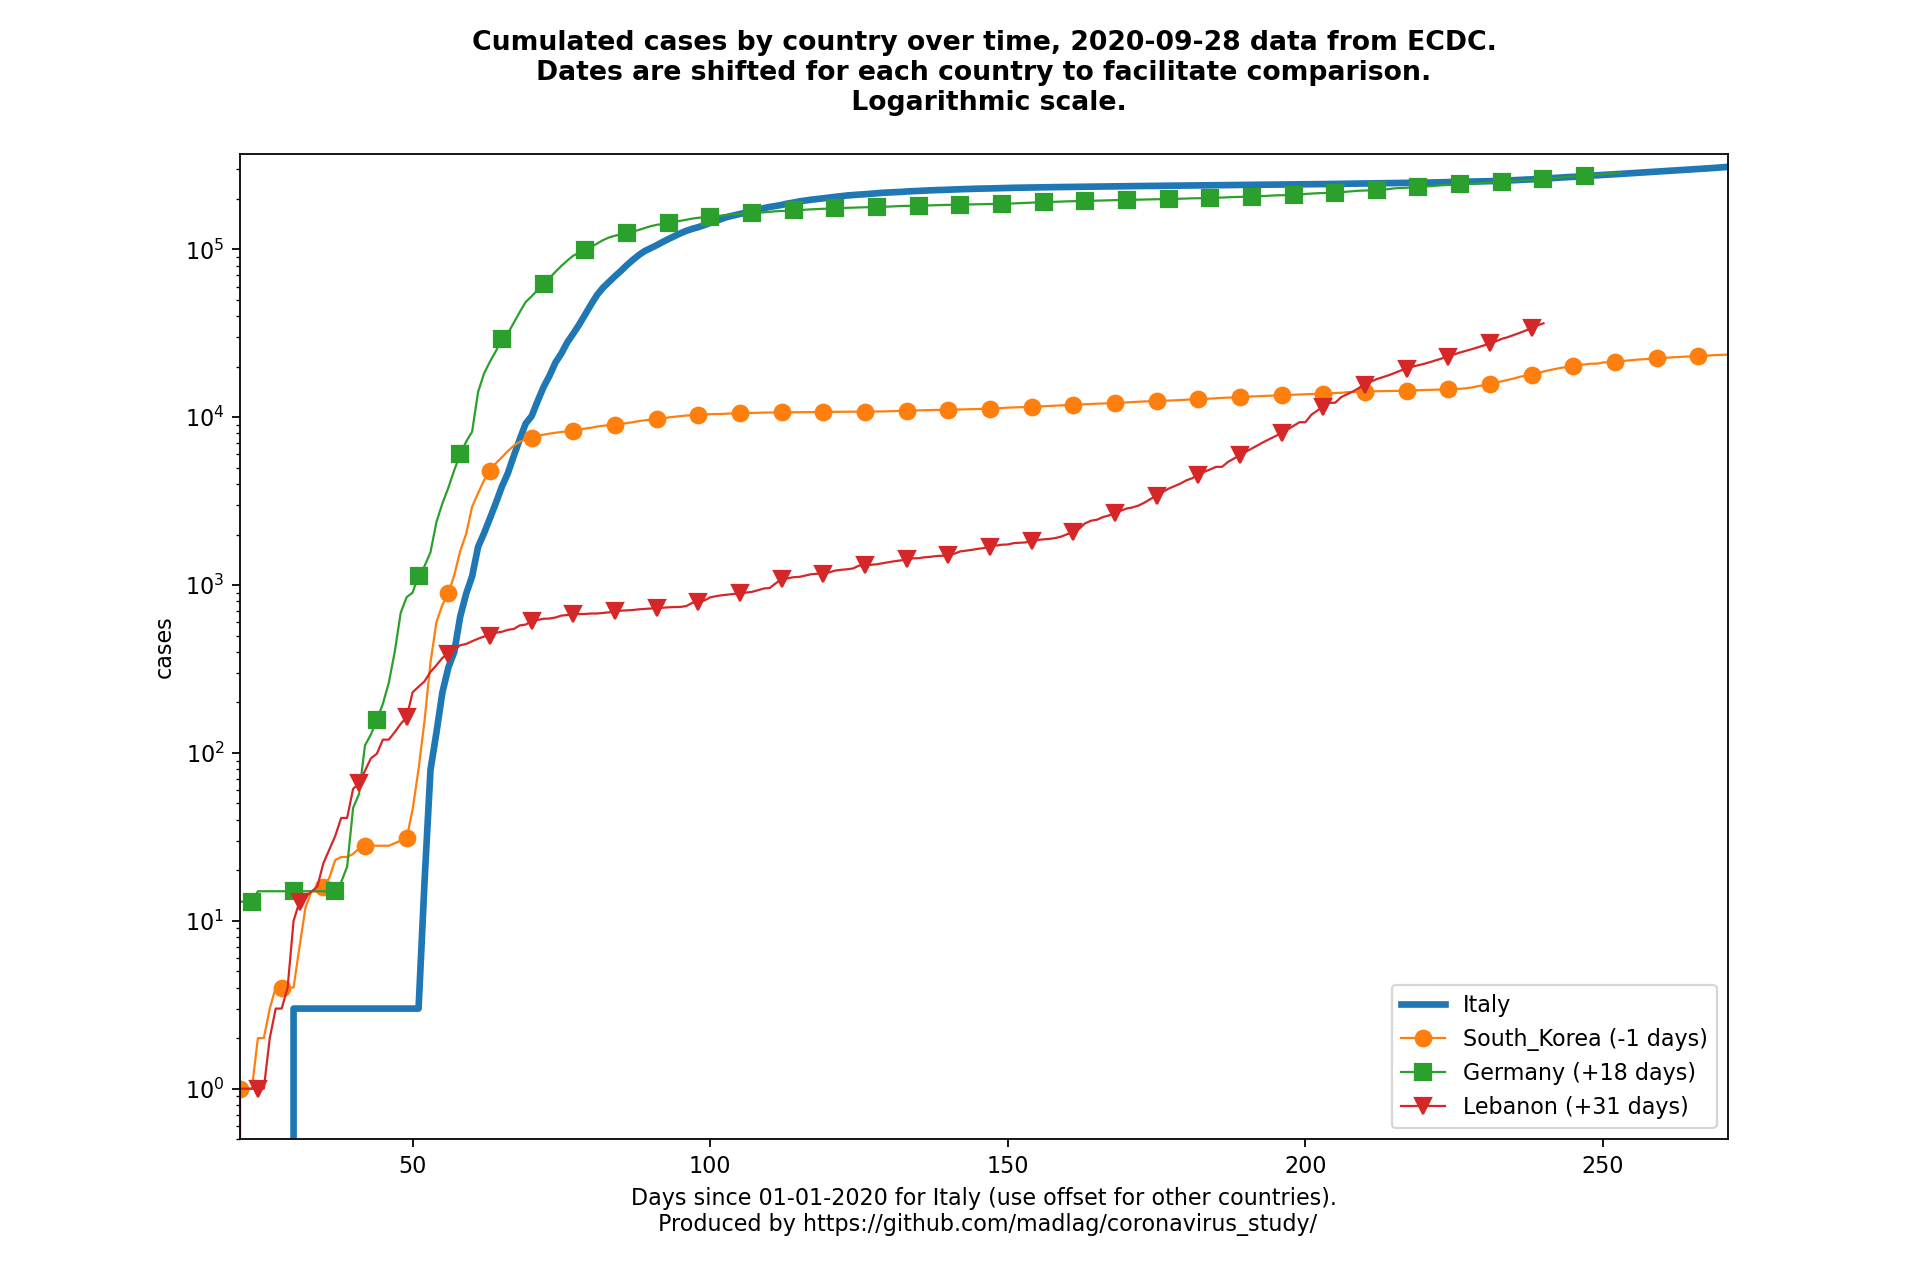 Cumulated cases by country over time, 2020-09-28 data from ECDC.
Dates are shifted for each country to facilitate comparison.
Logarithmic scale.
10^5
10^4
10^3
10^2
10^1
10^0
cases
Italy
South_Korea (-1 days)
Germany (+18 days)
Lebanon (+31 days)
50
100
150
200
250
Days since 01-01-2020 for Italy (use offset for other countries).
Produced by https://github.com/madlag/coronavirus_study/